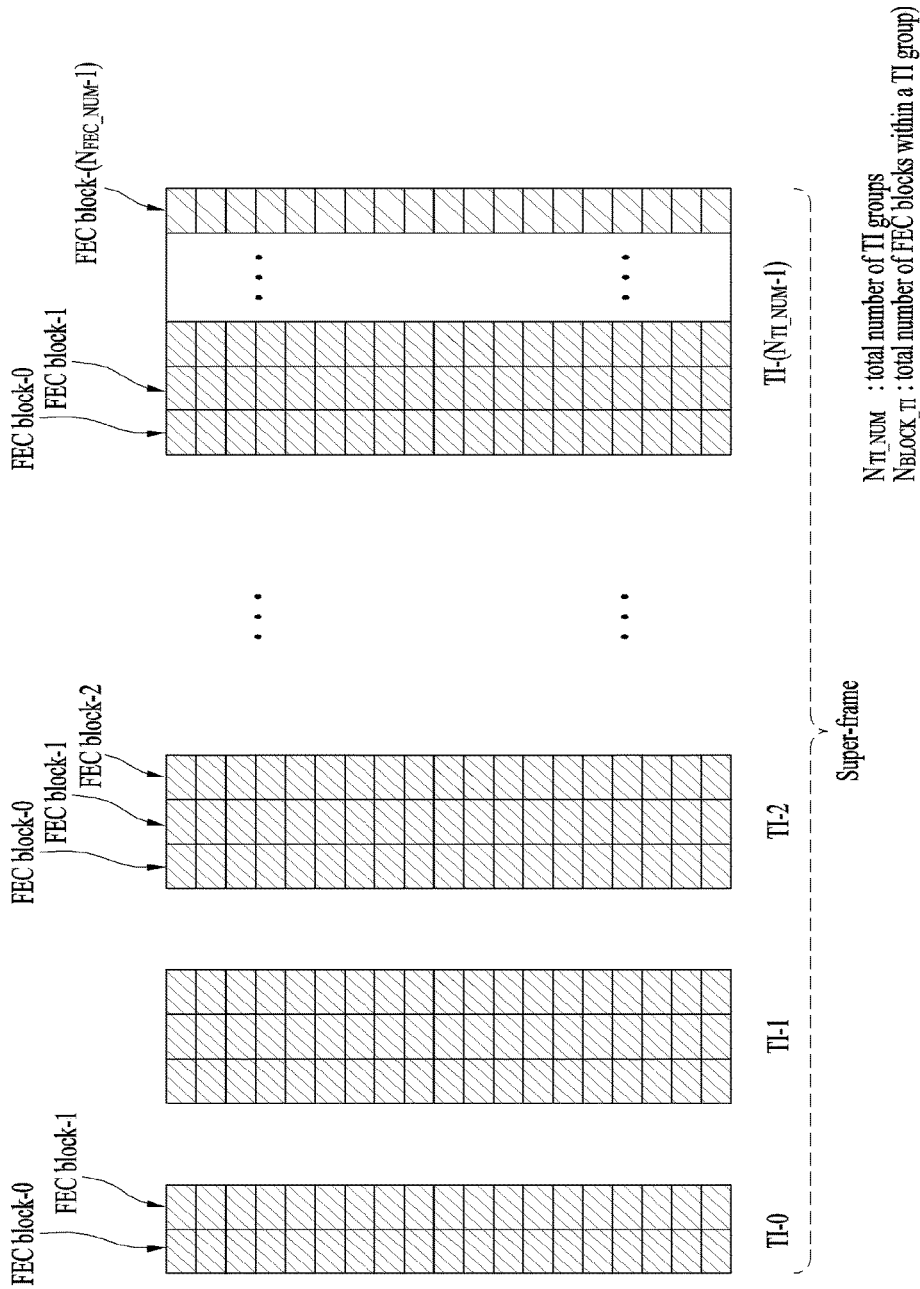 FEC block-0
FEC block-1
FEC block-0
FEC block-1
FEC block-2
FEC block-0
FEC block-1
FEC block-(NFEC_NUM-1)
TI-0
TI-1
TI-2
TI-(NTI_NUM-1)
Super-frame
NTI_NUM : total number of TI groups
NBLOCK_TI : total number of FEC blocks within a TI group)